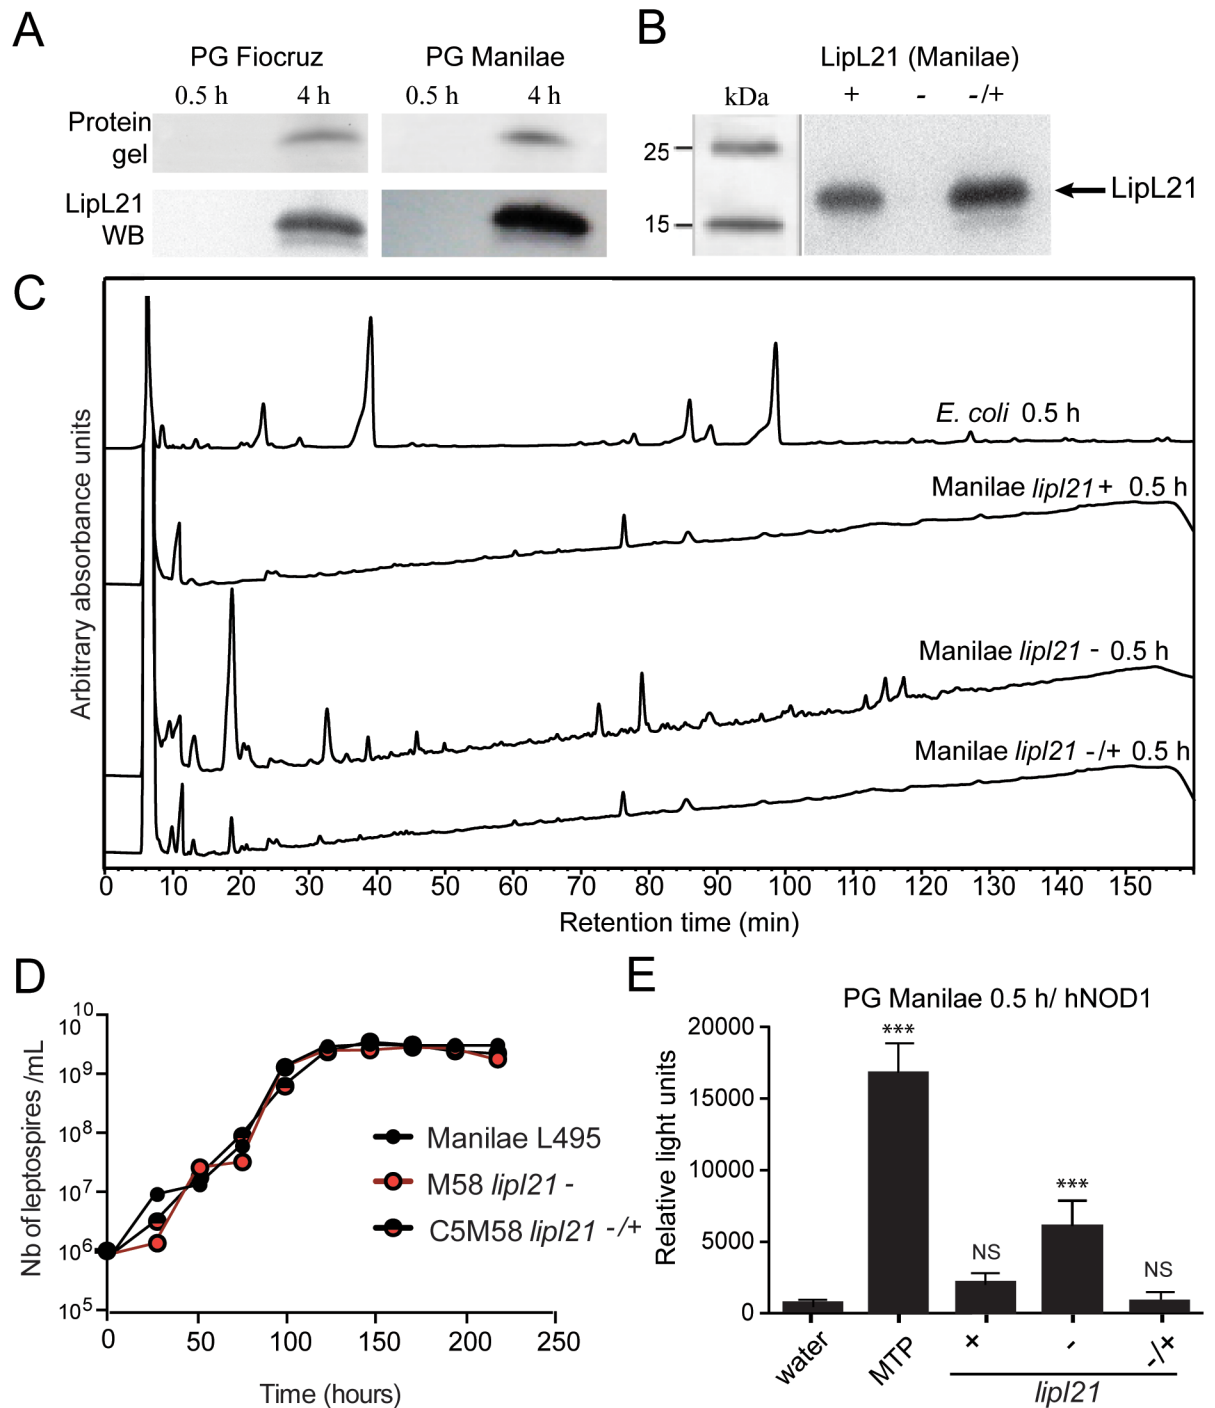 A
PG Fiocruz
PG Manilae
0.5 h
4 h
0.5 h
4 h
Protein
gel
LipL21
WB
B
LipL21 (Manilae)
kDa
+
-
-/+
25
15
LipL21
C
Arbitrary absorbance units
E. coli 0.5 h
Manilae lipl21 + 0.5 h
Manilae lipl21 - 0.5 h
Manilae lipl21 -/+ 0.5 h
0 10 20 30 40 50 60 70 80 90 100 110 120 130 140 150
Retention time (min)
D
Nb of leptospires /mL
10^10
10^9
10^8
10^7
10^6
10^5
Manilae L495
M58 lipl21 -
C5M58 lipl21 -/+
0 50 100 150 200 250
Time (hours)
E
PG Manilae 0.5 h/ hNOD1
Relative light units
20000
15000
10000
5000
0
***
NS
***
NS
water
MTP
+
-
-/+
lipl21